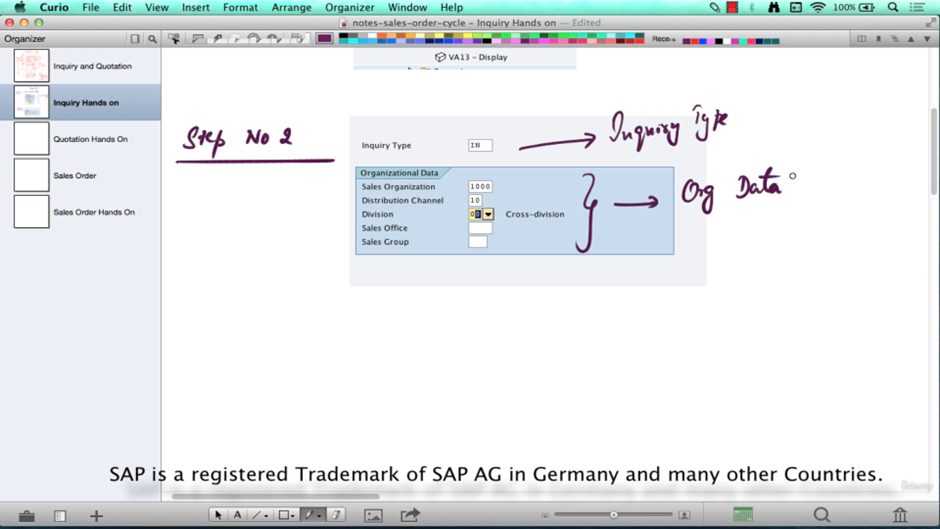 Curio File Edit View Insert Format Arrange Organizer Window Help 100%
notes-sales-order-cycle - Inquiry Hands on — Edited
Organizer
Inquiry and Quotation
Inquiry Hands on
Quotation Hands On
Sales Order
Sales Order Hands On
VA13 - Display
Step No 2
Inquiry Type IN
Inquiry Type
Organizational Data
Sales Organization 1000
Distribution Channel 10
Division 00 Cross-division
Sales Office
Sales Group
Org Data
SAP is a registered Trademark of SAP AG in Germany and many other Countries.
Udemy
A